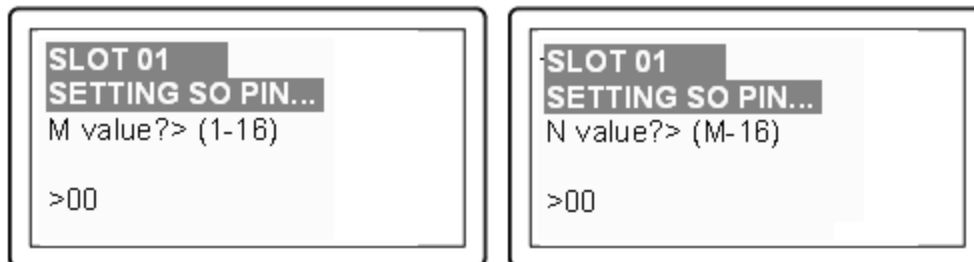 SLOT 01
SETTING SO PIN...
M value?> (1-16)
>00
SLOT 01
SETTING SO PIN...
N value?> (M-16)
>00